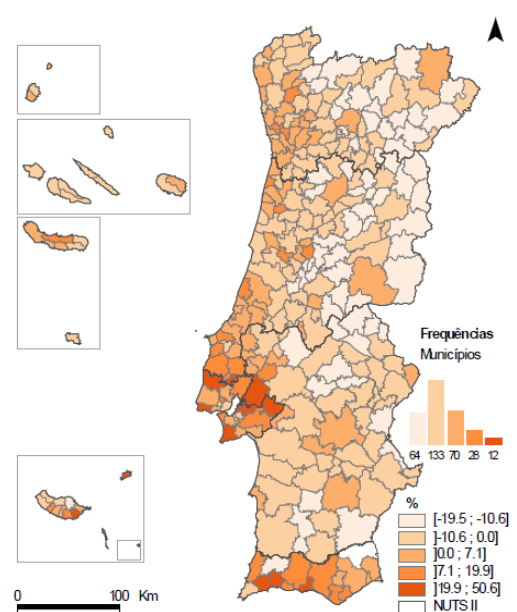 Frequências
Municípios
64 133 70 28 12
%
[-19.5 ; -10.6]
]-10.6 ; 0.0]
]0.0 ; 7.1]
]7.1 ; 19.9]
]19.9 ; 50.6]
NUTS II
0 100 Km